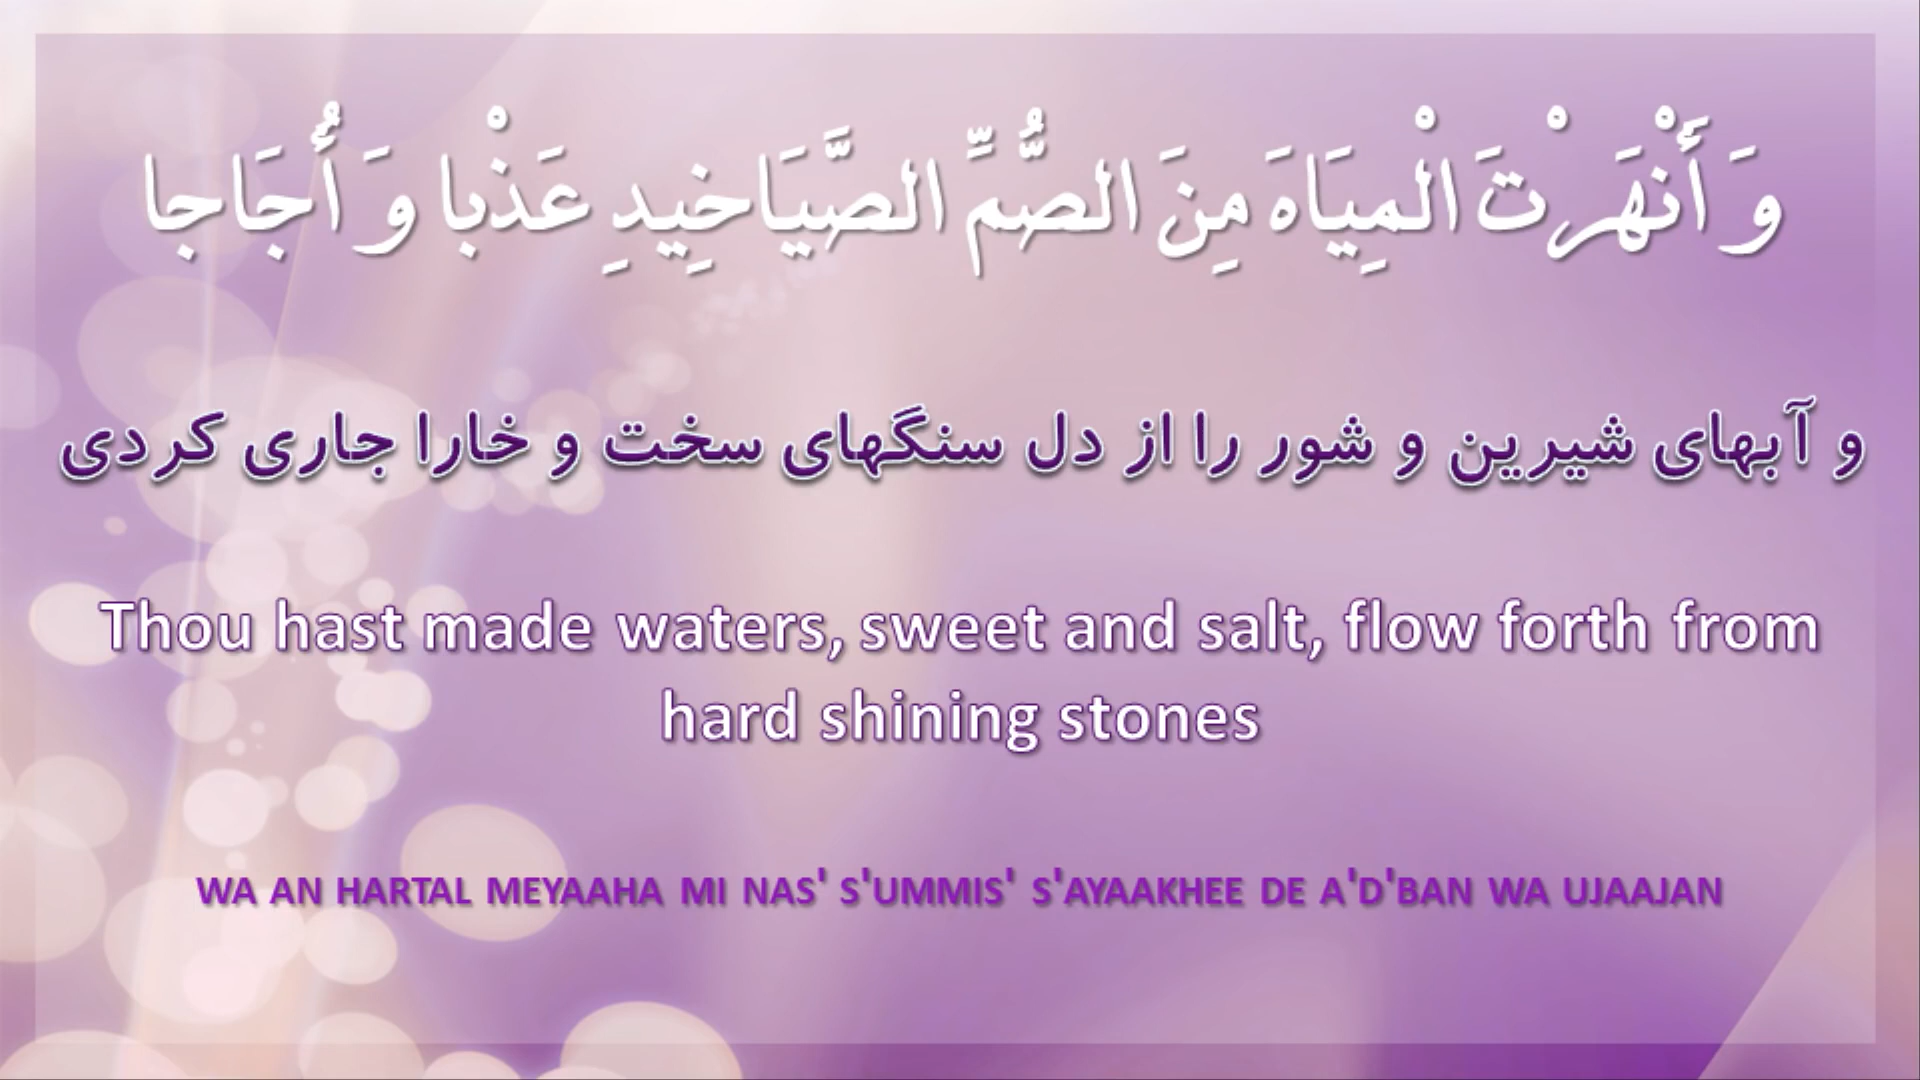 وَ أَنْهَرْتَ الْمِيَاهَ مِنَ الصُّمِّ الصَّيَاخِيدِ عَذْبا وَ أُجَاجا
و آبهای شیرین و شور را از دل سنگهای سخت و خارا جاری کردی
Thou hast made waters, sweet and salt, flow forth from
hard shining stones
WA AN HARTAL MEYAAHA MI NAS' S'UMMIS' S'AYAAKHEE DE A'D'BAN WA UJAAJAN